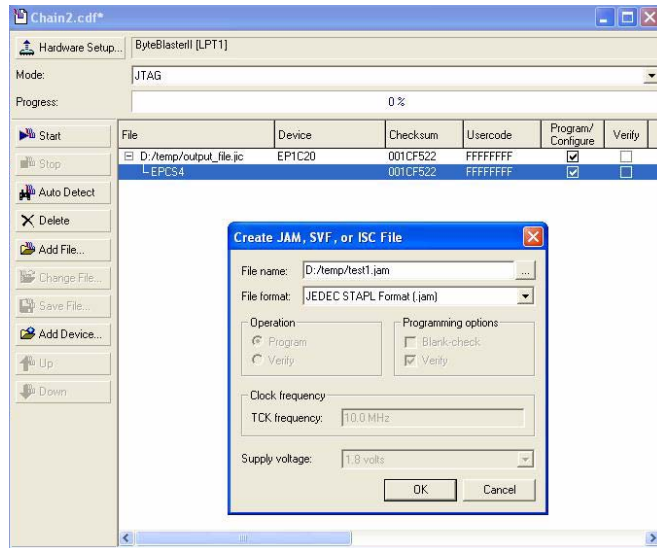 Chain2.cdf*
Hardware Setup... ByteBlasterII [LPT1]
Mode: JTAG
Progress: 0 %
Start
Stop
Auto Detect
Delete
Add File...
Change File...
Save File...
Add Device...
Up
Down
File Device Checksum Usercode Program/ Configure Verify
D:/temp/output_file.jic EP1C20 001CF522 FFFFFFFF
EPCS4 001CF522 FFFFFFFF
Create JAM, SVF, or ISC File
File name: D:/temp/test1.jam ...
File format: JEDEC STAPL Format (.jam)
Operation
Program
Verify
Programming options
Blank-check
Verify
Clock frequency
TCK frequency: 10.0 MHz
Supply voltage: 1.8 volts
OK Cancel